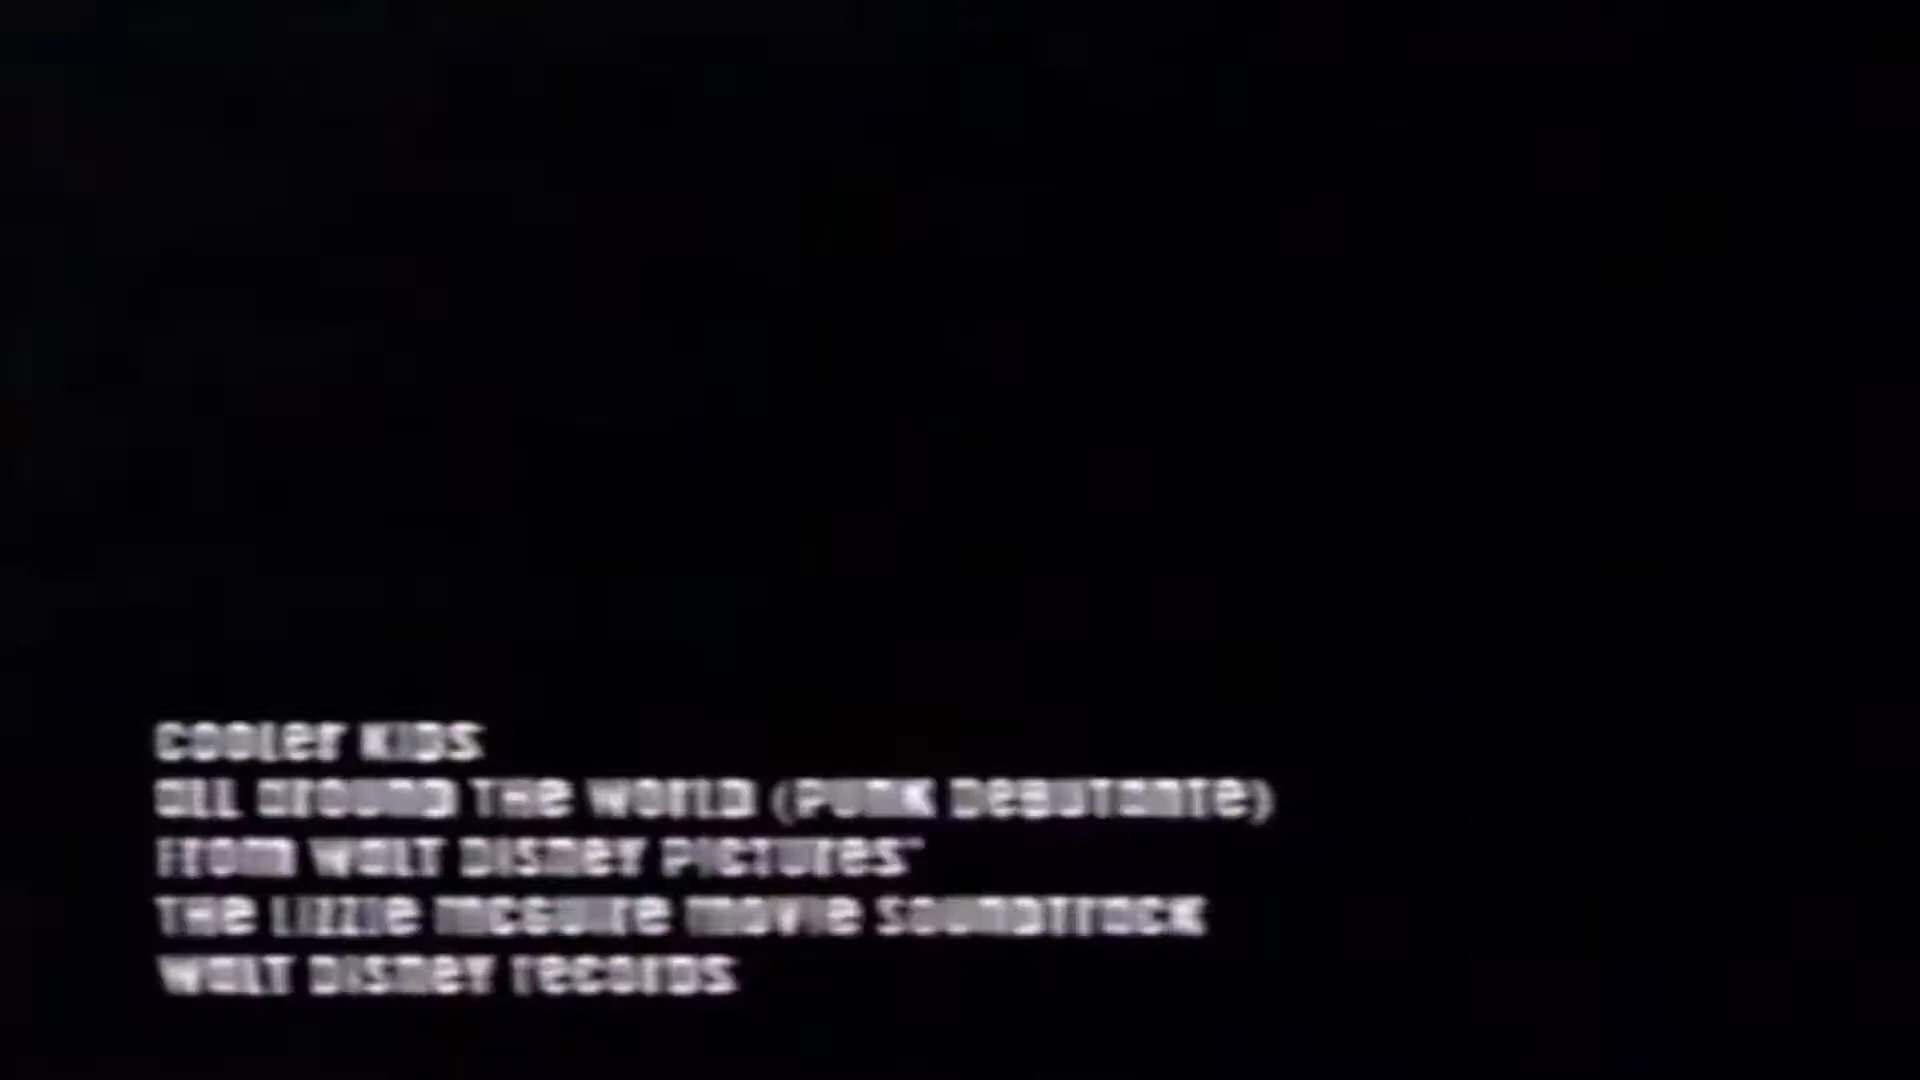 COOLER KIDS
ALL AROUND THE WORLD (PUNK DEBUTANTE)
FROM WALT DISNEY PICTURES'
THE LIZZIE MCGUIRE MOVIE SOUNDTRACK
WALT DISNEY RECORDS